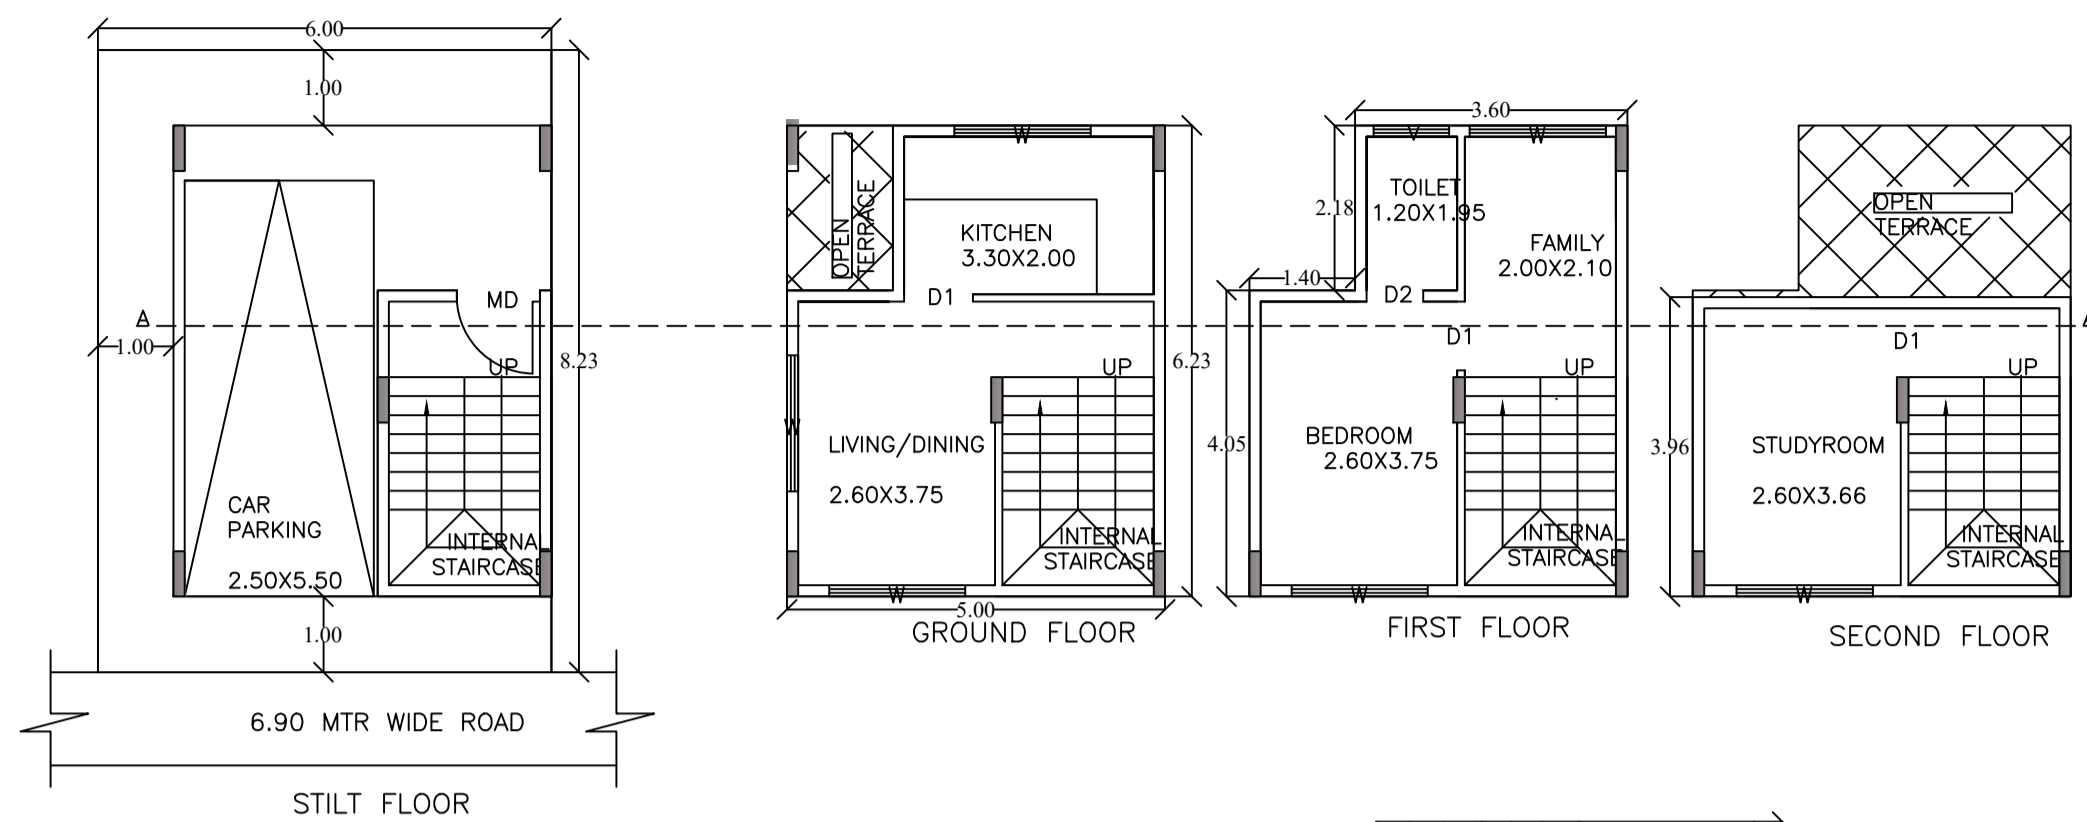 6.00
1.00
A
1.00
MD
UP
8.23
CAR
PARKING
2.50X5.50
INTERNAL
STAIRCASE
1.00
6.90 MTR WIDE ROAD
STILT FLOOR
OPEN
TERRACE
W
KITCHEN
3.30X2.00
D1
UP
6.23
W
LIVING/DINING
2.60X3.75
INTERNAL
STAIRCASE
W
5.00
GROUND FLOOR
3.60
V
W
TOILET
1.20X1.95
2.18
FAMILY
2.00X2.10
1.40
D2
D1
UP
4.05
BEDROOM
2.60X3.75
INTERNAL
STAIRCASE
W
FIRST FLOOR
OPEN
TERRACE
D1
UP
3.96
STUDYROOM
2.60X3.66
INTERNAL
STAIRCASE
W
SECOND FLOOR